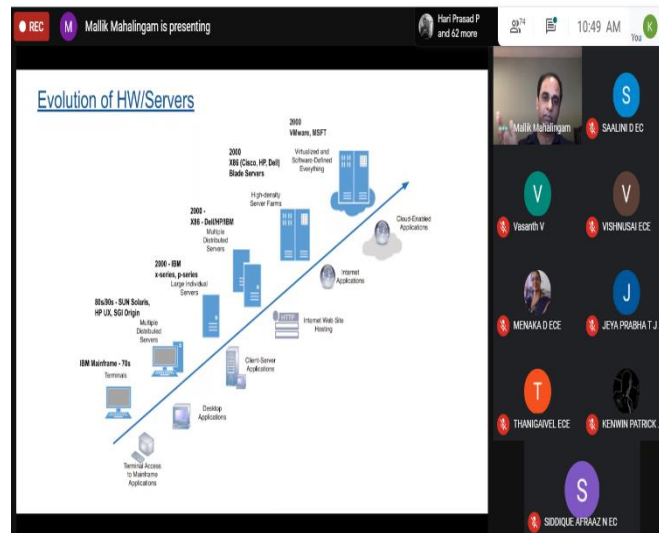 REC
M
Mallik Mahalingam is presenting
Hari Prasad P
and 62 more
74
10:49 AM
You
K
Evolution of HW/Servers
2000
VMware, MSFT
Virtualized and
Software-Defined
Everything
2000
X86 (Cisco, HP, Dell)
Blade Servers
High-density
Server Farms
2000 -
X86 - Dell/HP/IBM
Multiple
Distributed
Servers
2000 - IBM
x-series, p-series
Large Individual
Servers
80s/90s - SUN Solaris,
HP UX, SGI Origin
Multiple
Distributed
Servers
IBM Mainframe - 70s
Terminals
Cloud-Enabled
Applications
Internet
Applications
HTTP
Internet Web Site
Hosting
Client-Server
Applications
Desktop
Applications
Terminal Access
to Mainframe
Applications
Mallik Mahalingam
S
SAALINI D EC
V
Vasanth V
V
VISHNUSAI ECE
MENAKA D ECE
J
JEYA PRABHA T J
T
THANIGAIVEL ECE
KENWIN PATRICK
S
SIDDIQUE AFRAAZ N EC